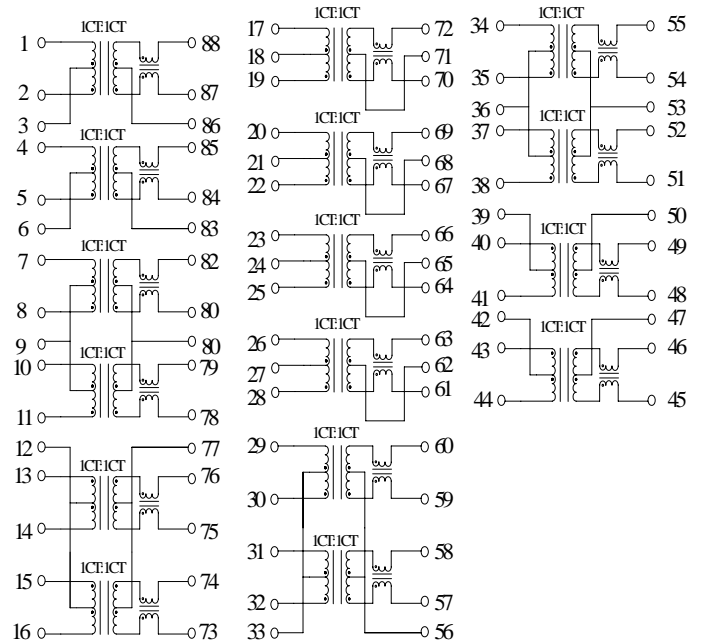 1CT:1CT
1 88
2 87
3 86
1CT:1CT
4 85
5 84
6 83
1CT:1CT
7 82
8 80
9 80
1CT:1CT
10 79
11 78
12 77
1CT:1CT
13 76
14 75
1CT:1CT
15 74
16 73
1CT:1CT
17 72
18 71
19 70
1CT:1CT
20 69
21 68
22 67
1CT:1CT
23 66
24 65
25 64
1CT:1CT
26 63
27 62
28 61
1CT:1CT
29 60
30 59
1CT:1CT
31 58
32 57
33 56
1CT:1CT
34 55
35 54
36 53
1CT:1CT
37 52
38 51
39 50
1CT:1CT
40 49
41 48
42 47
1CT:1CT
43 46
44 45